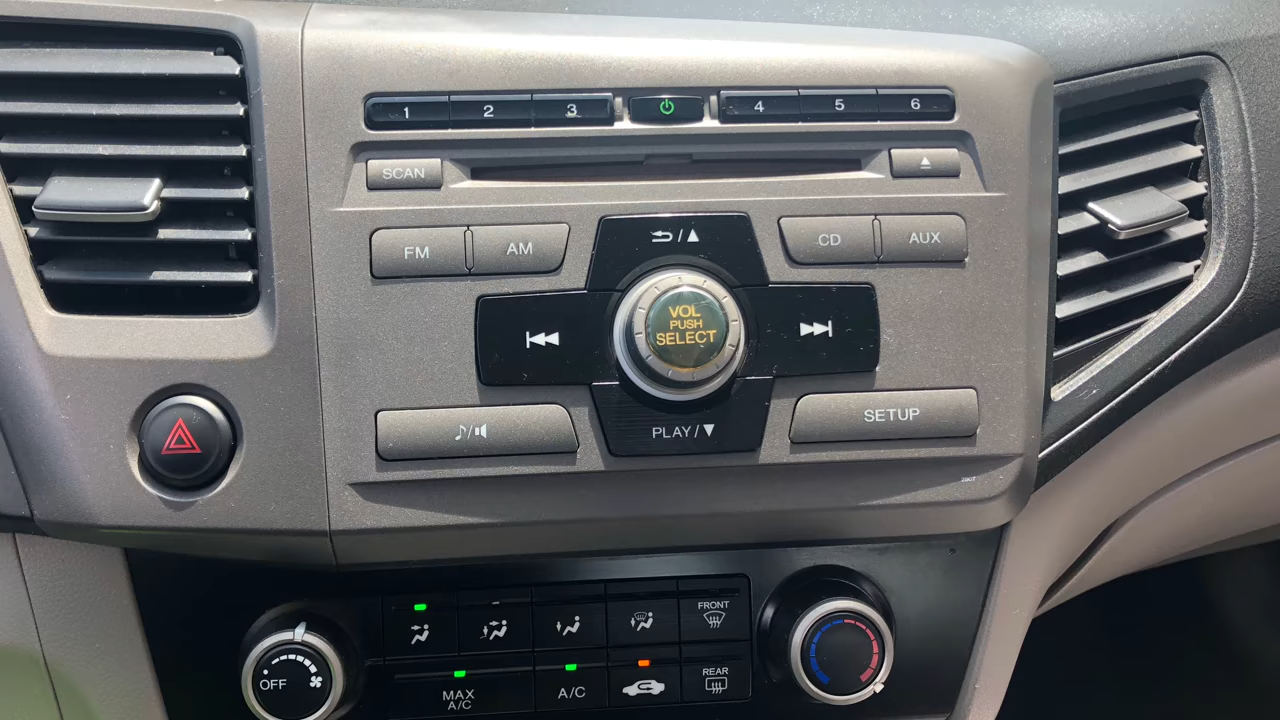 1 2 3 4 5 6
SCAN
FM AM CD AUX
VOL
PUSH
SELECT
PLAY/
SETUP
FRONT
OFF
MAX
A/C
A/C
REAR